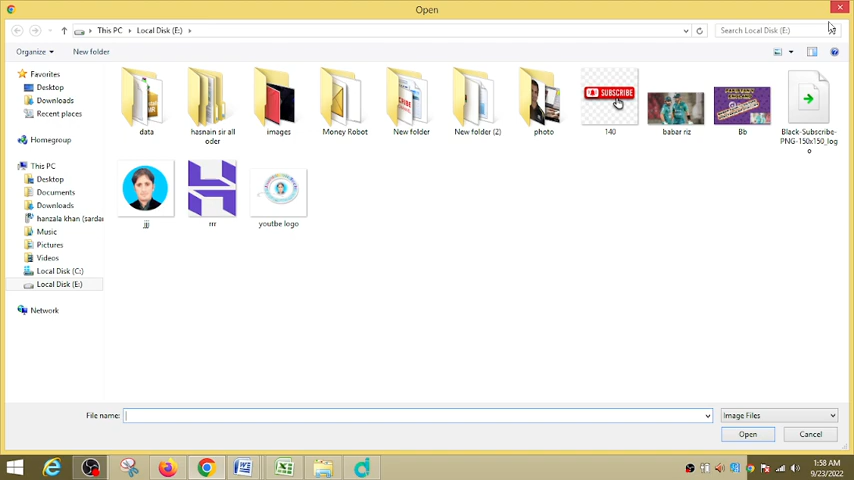 Open
This PC
Local Disk (E:)
Search Local Disk (E:)
Organize
New folder
Favorites
Desktop
Downloads
Recent places
Homegroup
This PC
Desktop
Documents
Downloads
hanzala khan (sardar
Music
Pictures
Videos
Local Disk (C:)
Local Disk (E:)
Network
data
hasnain sir all
oder
images
Money Robot
New folder
New folder (2)
photo
SUBSCRIBE
140
babar riz
Bb
Black-Subscribe-
PNG-150x150_log
o
jjj
rrr
youtbe logo
File name:
Image Files
Open
Cancel
1:58 AM
9/23/2022